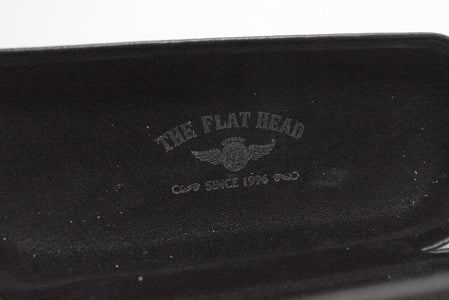 THE FLAT HEAD
SINCE 1996